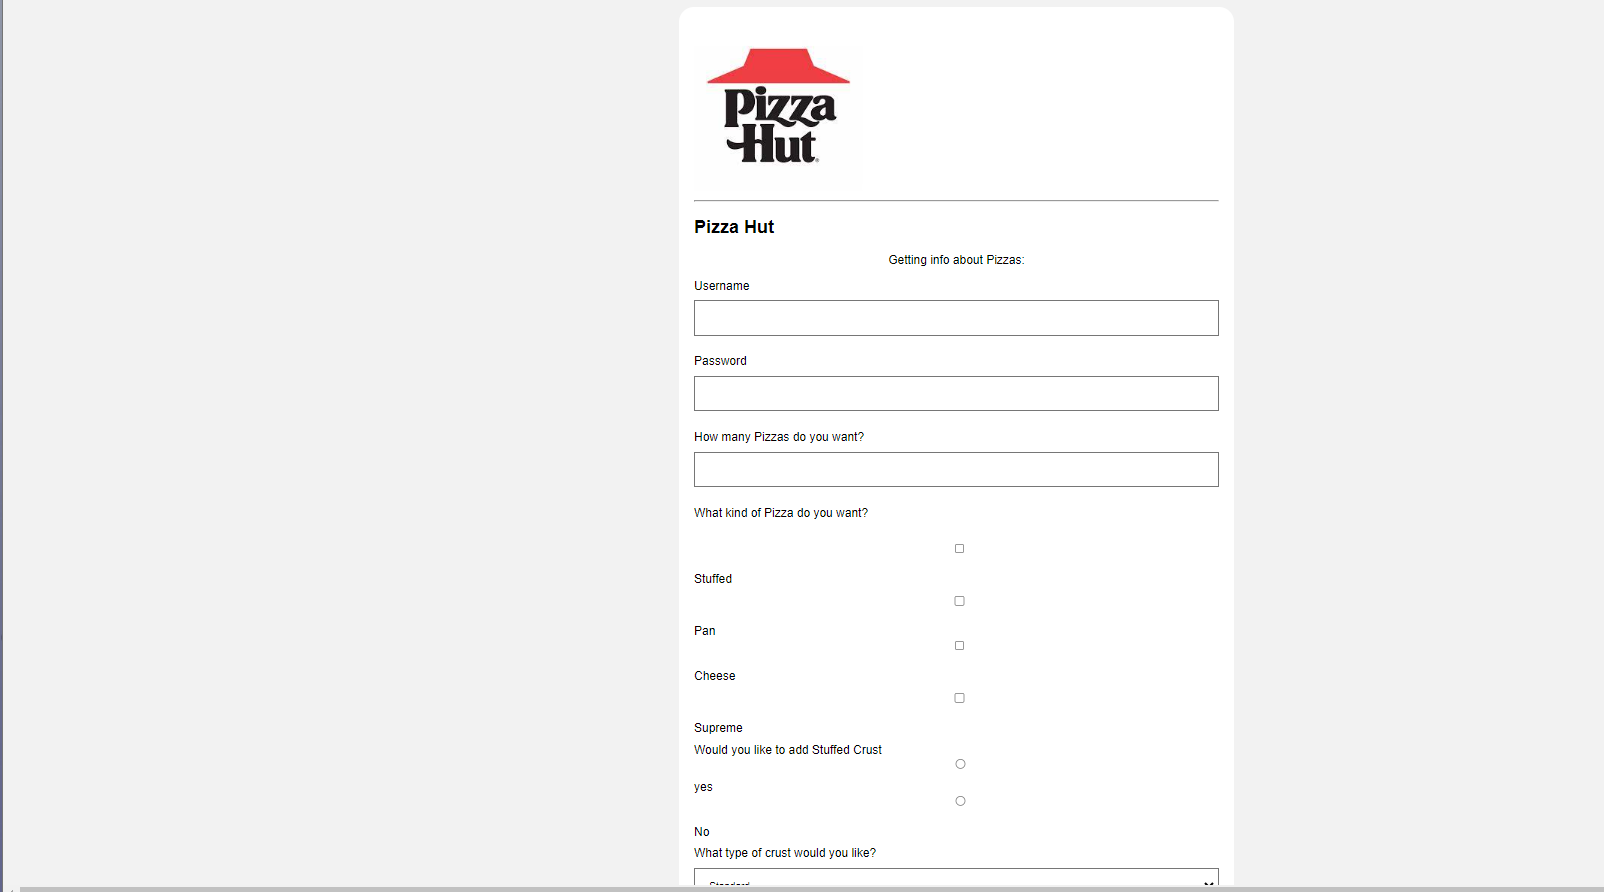 Pizza
Hut
Pizza Hut
Getting info about Pizzas:
Username
Password
How many Pizzas do you want?
What kind of Pizza do you want?
Stuffed
Pan
Cheese
Supreme
Would you like to add Stuffed Crust
yes
No
What type of crust would you like?
Standard